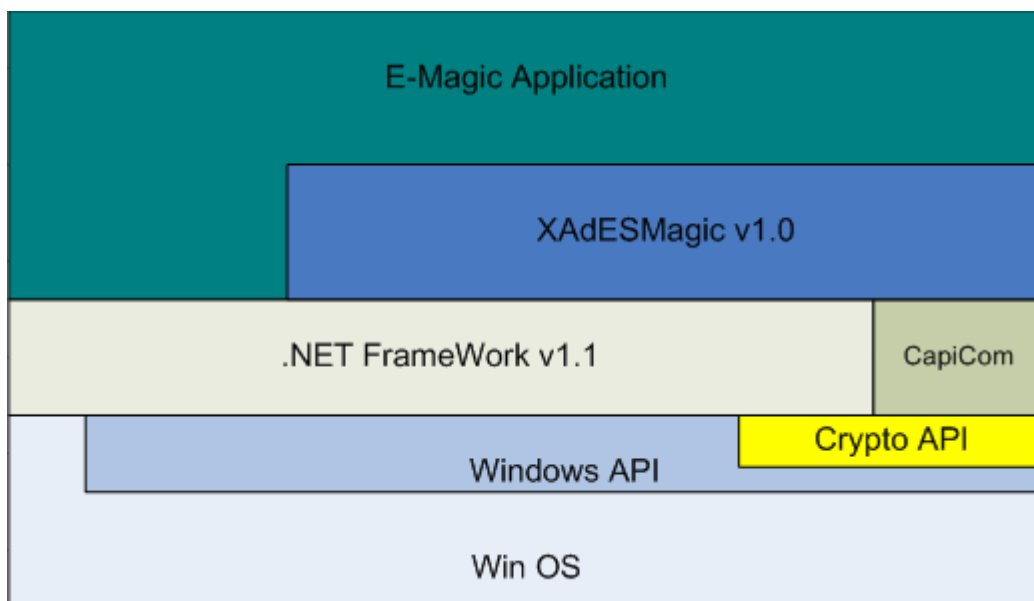 E-Magic Application
XAdESMagic v1.0
.NET FrameWork v1.1
CapiCom
Crypto API
Windows API
Win OS